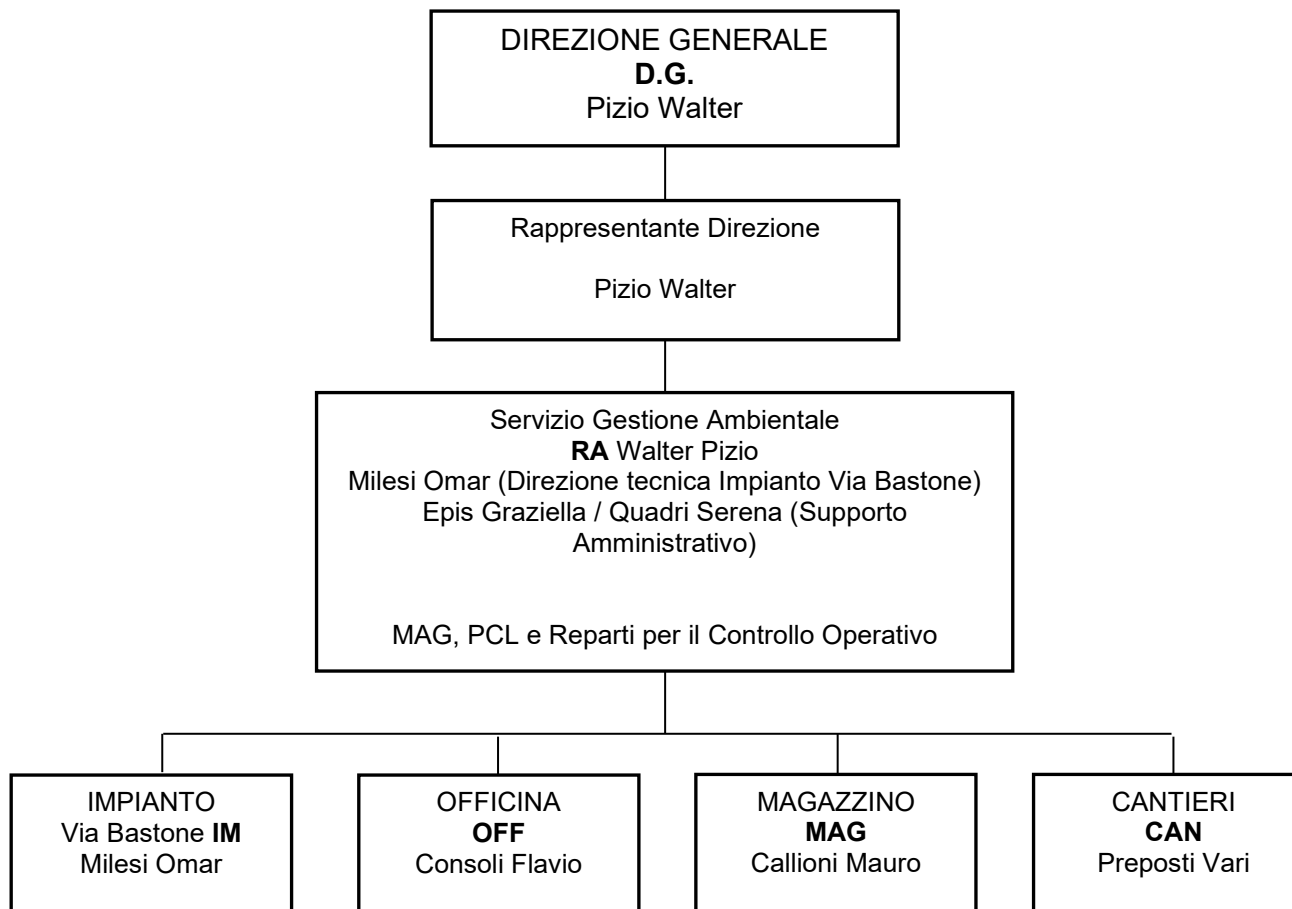 DIREZIONE GENERALE
D.G.
Pizio Walter
Rappresentante Direzione
Pizio Walter
Servizio Gestione Ambientale
RA Walter Pizio
Milesi Omar (Direzione tecnica Impianto Via Bastone)
Epis Graziella / Quadri Serena (Supporto
Amministrativo)
MAG, PCL e Reparti per il Controllo Operativo
IMPIANTO
Via Bastone IM
Milesi Omar
OFFICINA
OFF
Consoli Flavio
MAGAZZINO
MAG
Callioni Mauro
CANTIERI
CAN
Preposti Vari